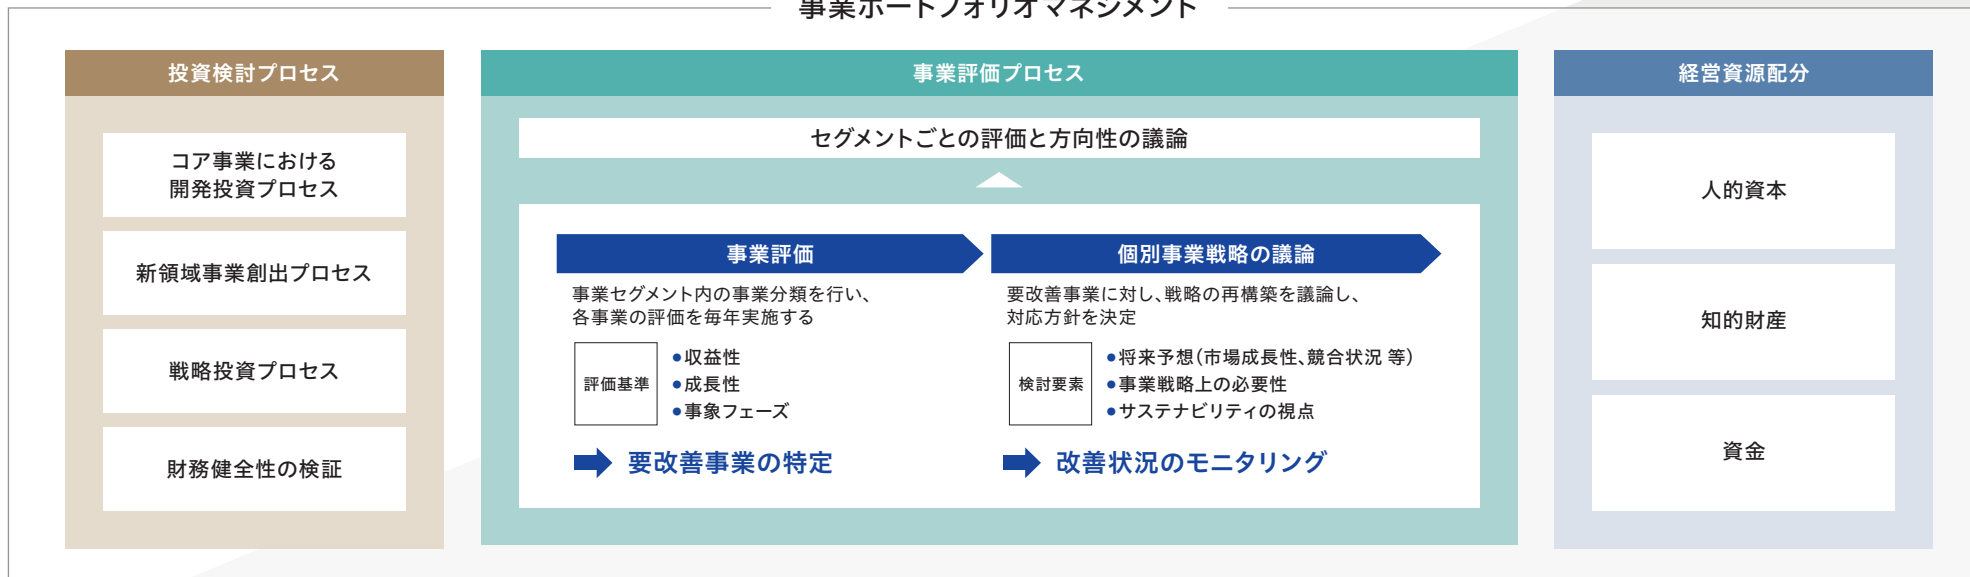 事業ポートフォリオマネジメント
投資検討プロセス
コア事業における
開発投資プロセス
新領域事業創出プロセス
戦略投資プロセス
財務健全性の検証
事業評価プロセス
セグメントごとの評価と方向性の議論
事業評価
事業セグメント内の事業分類を行い、
各事業の評価を毎年実施する
評価基準
●収益性
●成長性
●事象フェーズ
要改善事業の特定
個別事業戦略の議論
要改善事業に対し、戦略の再構築を議論し、
対応方針を決定
検討要素
●将来予想(市場成長性、競合状況 等)
●事業戦略上の必要性
●サステナビリティの視点
改善状況のモニタリング
経営資源配分
人的資本
知的財産
資金